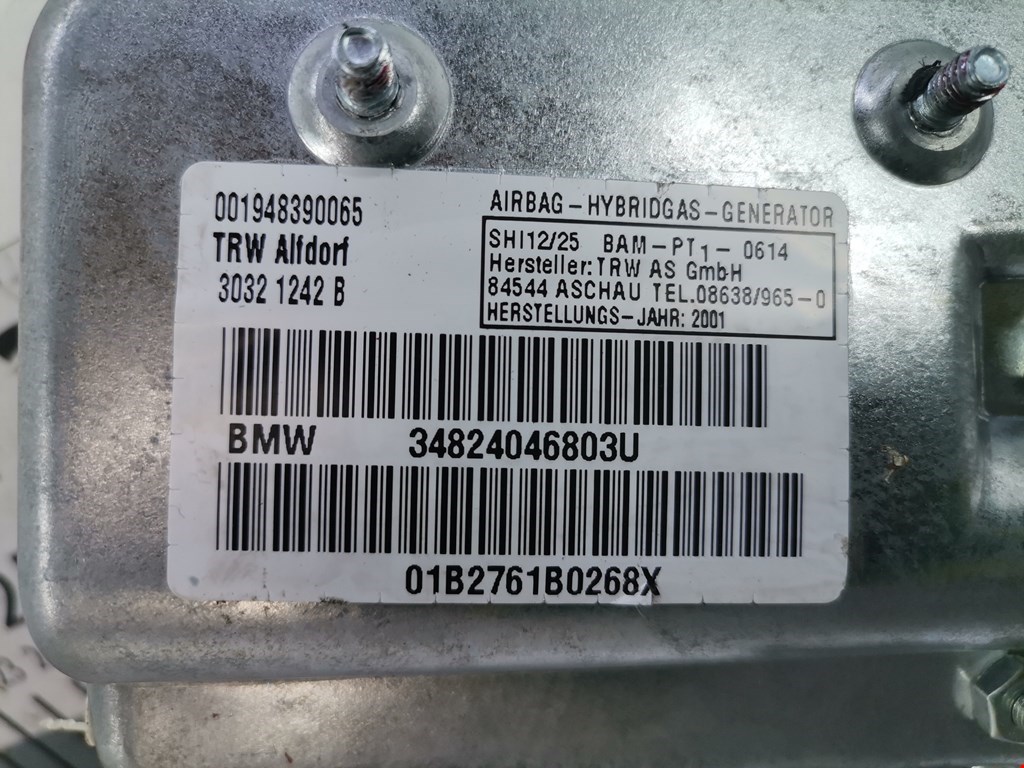 001948390065
TRW Alfdorf
3032 1242 B
AIRBAG-HYBRIDGAS-GENERATOR
SHI12/25 BAM-PT1-0614
Hersteller: TRW AS GmbH
84544 ASCHAU TEL.08638/965-0
HERSTELLUNGS-JAHR: 2001
BMW 34824046803U
01B2761B0268X